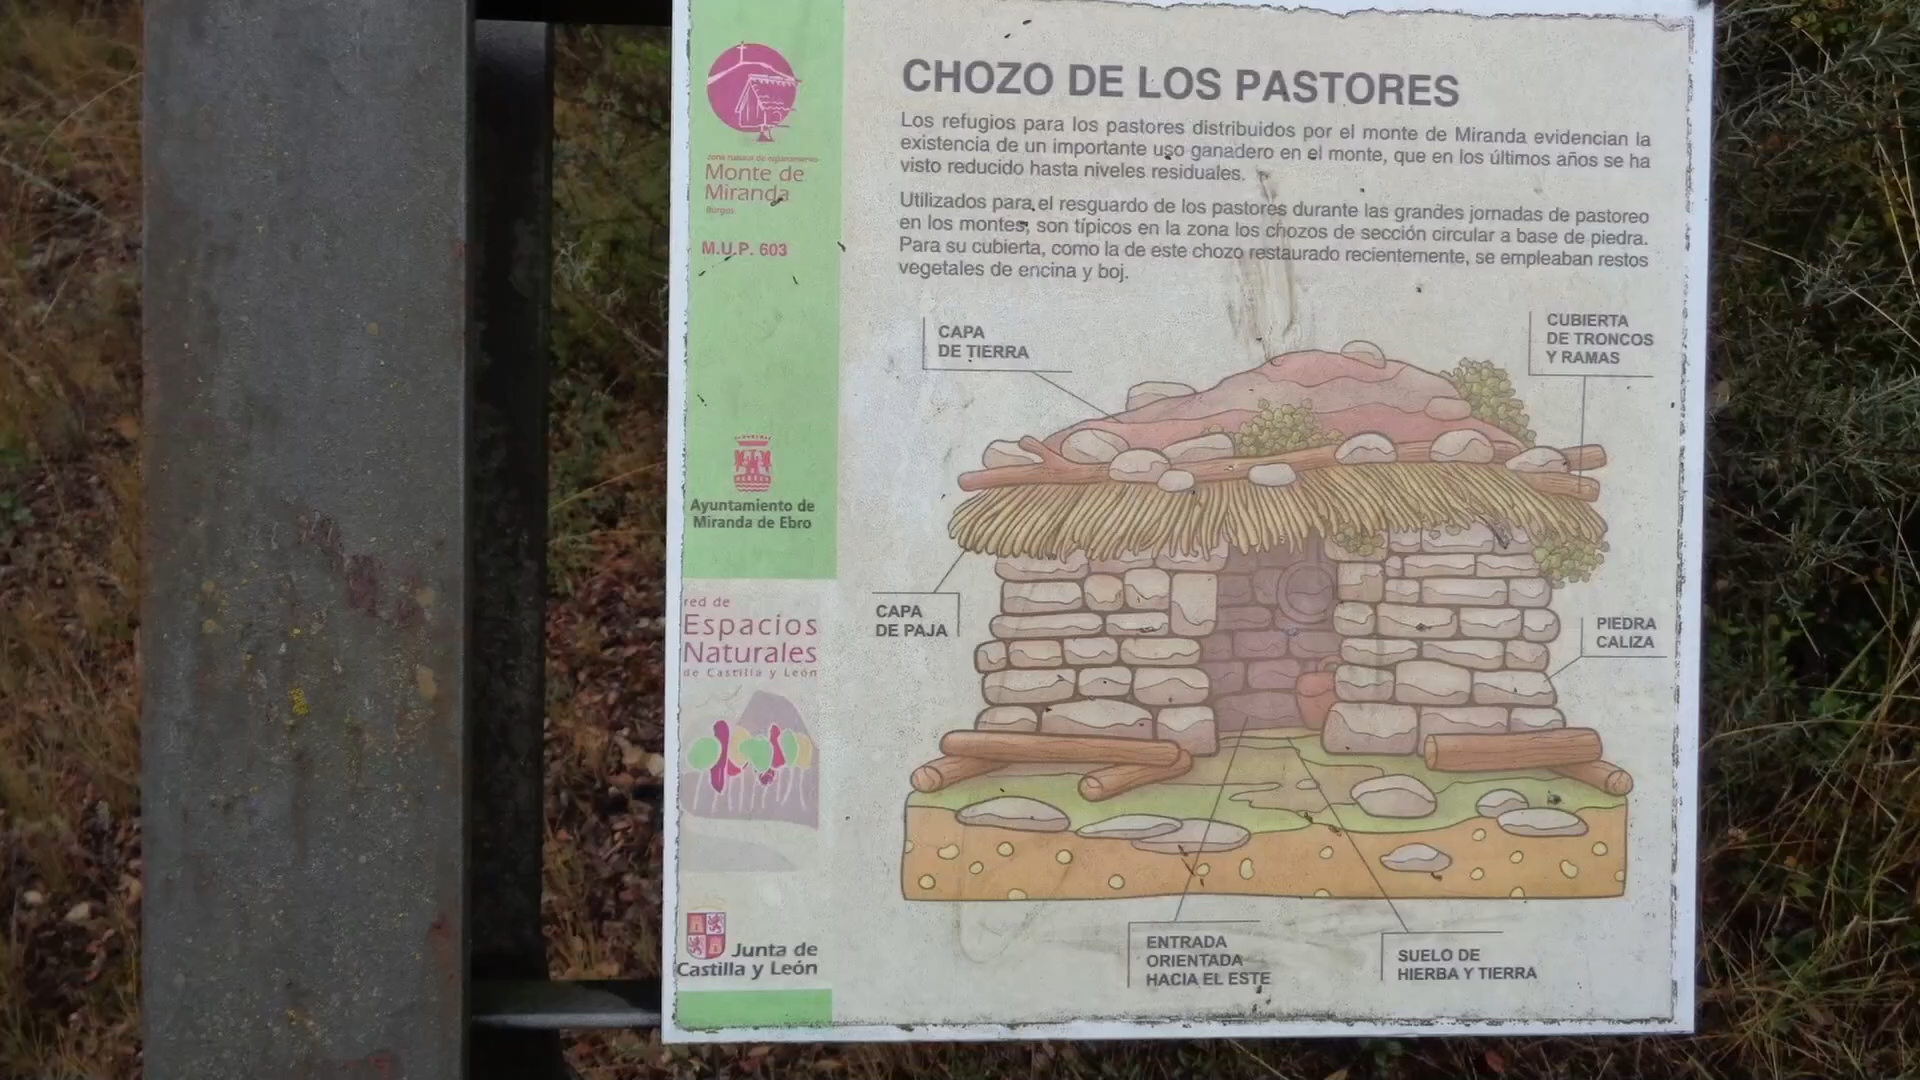 CHOZO DE LOS PASTORES
Los refugios para los pastores distribuidos por el monte de Miranda evidencian la
existencia de un importante uso ganadero en el monte, que en los últimos años se ha
visto reducido hasta niveles residuales.
Utilizados para el resguardo de los pastores durante las grandes jornadas de pastoreo
en los montes, son típicos en la zona los chozos de sección circular a base de piedra.
Para su cubierta, como la de este chozo restaurado recientemente, se empleaban restos
vegetales de encina y boj.
CAPA
DE TIERRA
CUBIERTA
DE TRONCOS
Y RAMAS
CAPA
DE PAJA
PIEDRA
CALIZA
ENTRADA
ORIENTADA
HACIA EL ESTE
SUELO DE
HIERBA Y TIERRA
zona natural de esparcimiento
Monte de
Miranda
Burgos
M.U.P. 603
Ayuntamiento de
Miranda de Ebro
red de
Espacios
Naturales
de Castilla y León
Junta de
Castilla y León